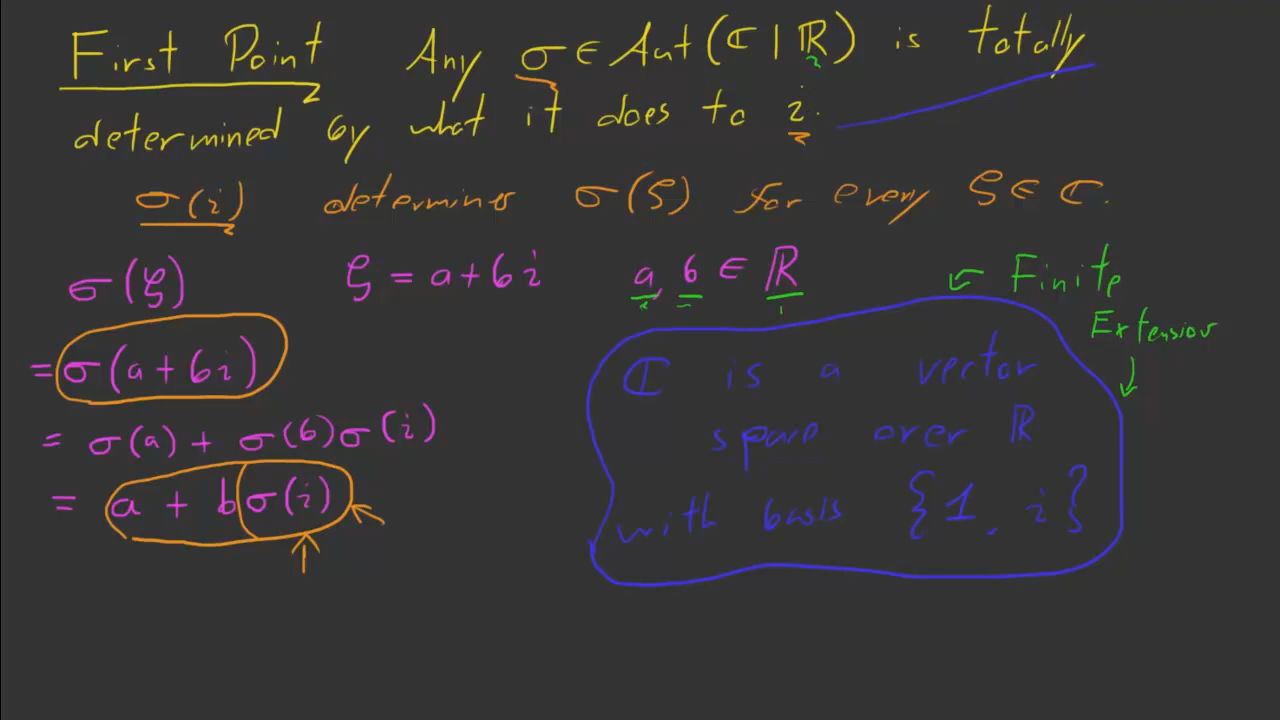 First Point Any σ ∈ Aut(ℂ | ℝ) is totally
determined by what it does to i.
σ(i) determines σ(ξ) for every ξ ∈ ℂ.
σ(ξ) ξ = a + bi a, b ∈ ℝ
= σ(a + bi)
= σ(a) + σ(b)σ(i)
= a + bσ(i)
Finite
Extension
ℂ is a vector
space over ℝ
with basis {1, i}